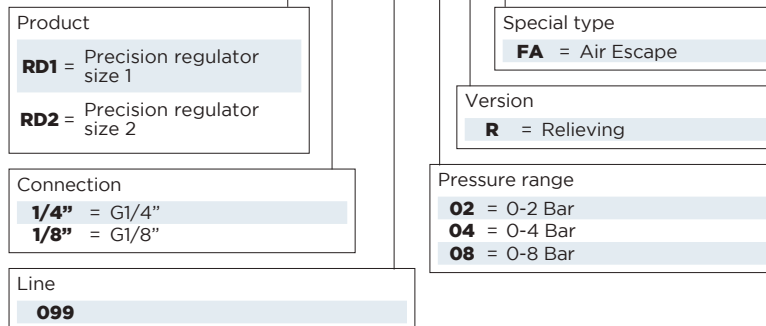 Product
RD1 = Precision regulator
size 1
RD2 = Precision regulator
size 2
Connection
1/4” = G1/4”
1/8” = G1/8”
Line
099
Special type
FA = Air Escape
Version
R = Relieving
Pressure range
02 = 0-2 Bar
04 = 0-4 Bar
08 = 0-8 Bar